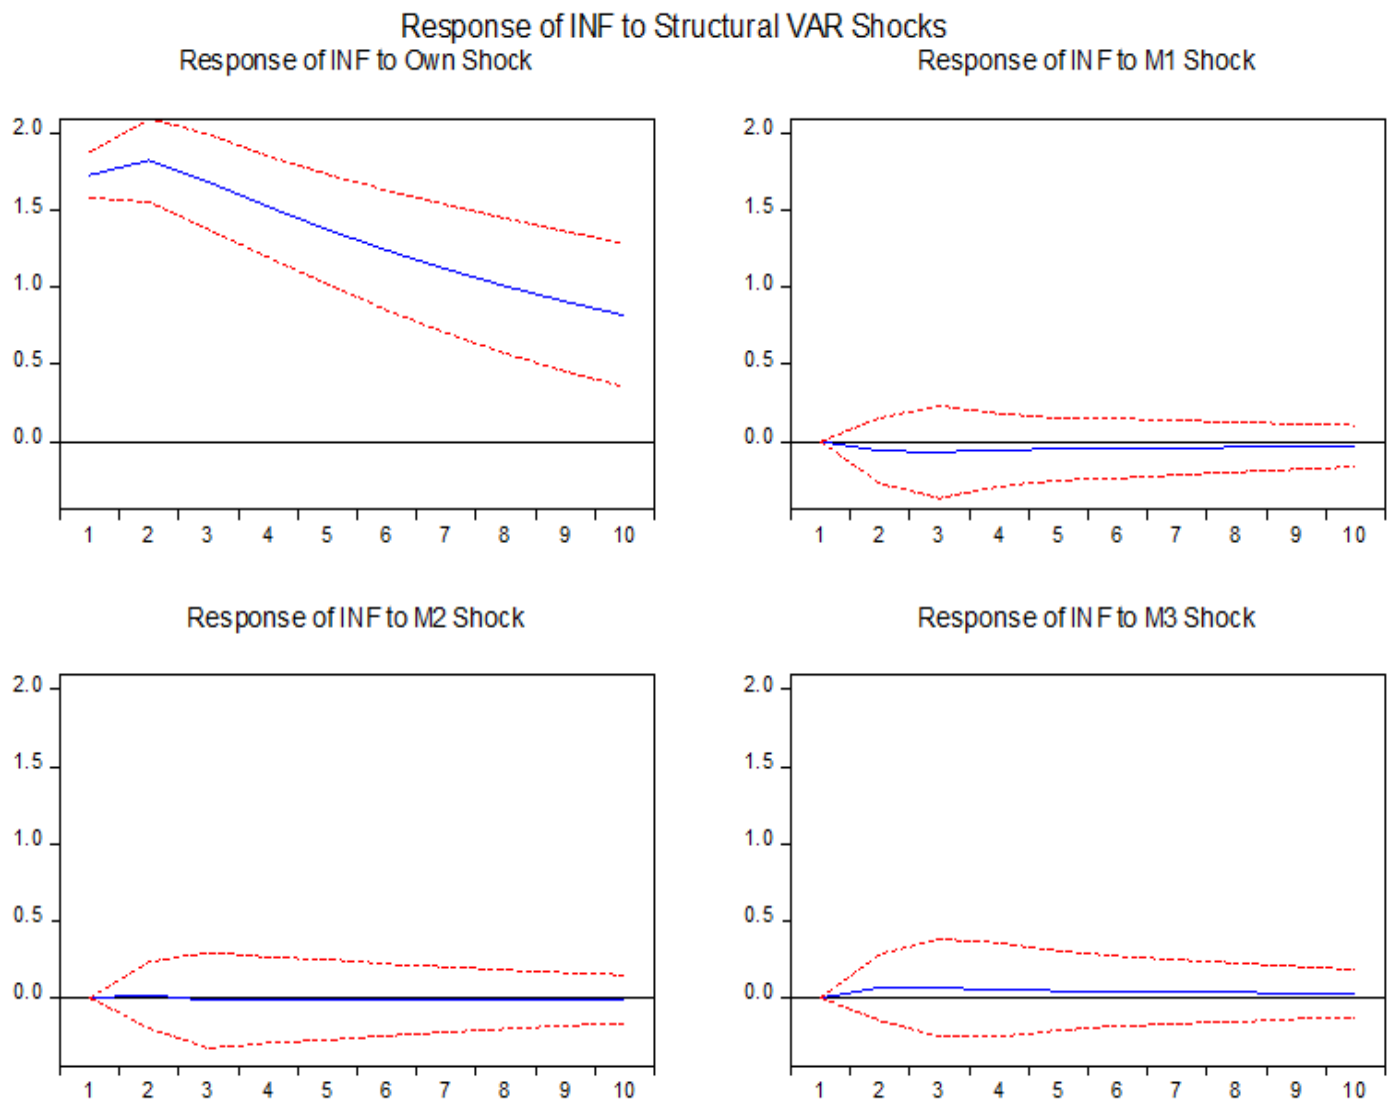 Response of INF to Structural VAR Shocks
Response of INF to Own Shock
Response of INF to M1 Shock
2.0
1.5
1.0
0.5
0.0
1 2 3 4 5 6 7 8 9 10
2.0
1.5
1.0
0.5
0.0
1 2 3 4 5 6 7 8 9 10
Response of INF to M2 Shock
Response of INF to M3 Shock
2.0
1.5
1.0
0.5
0.0
1 2 3 4 5 6 7 8 9 10
2.0
1.5
1.0
0.5
0.0
1 2 3 4 5 6 7 8 9 10